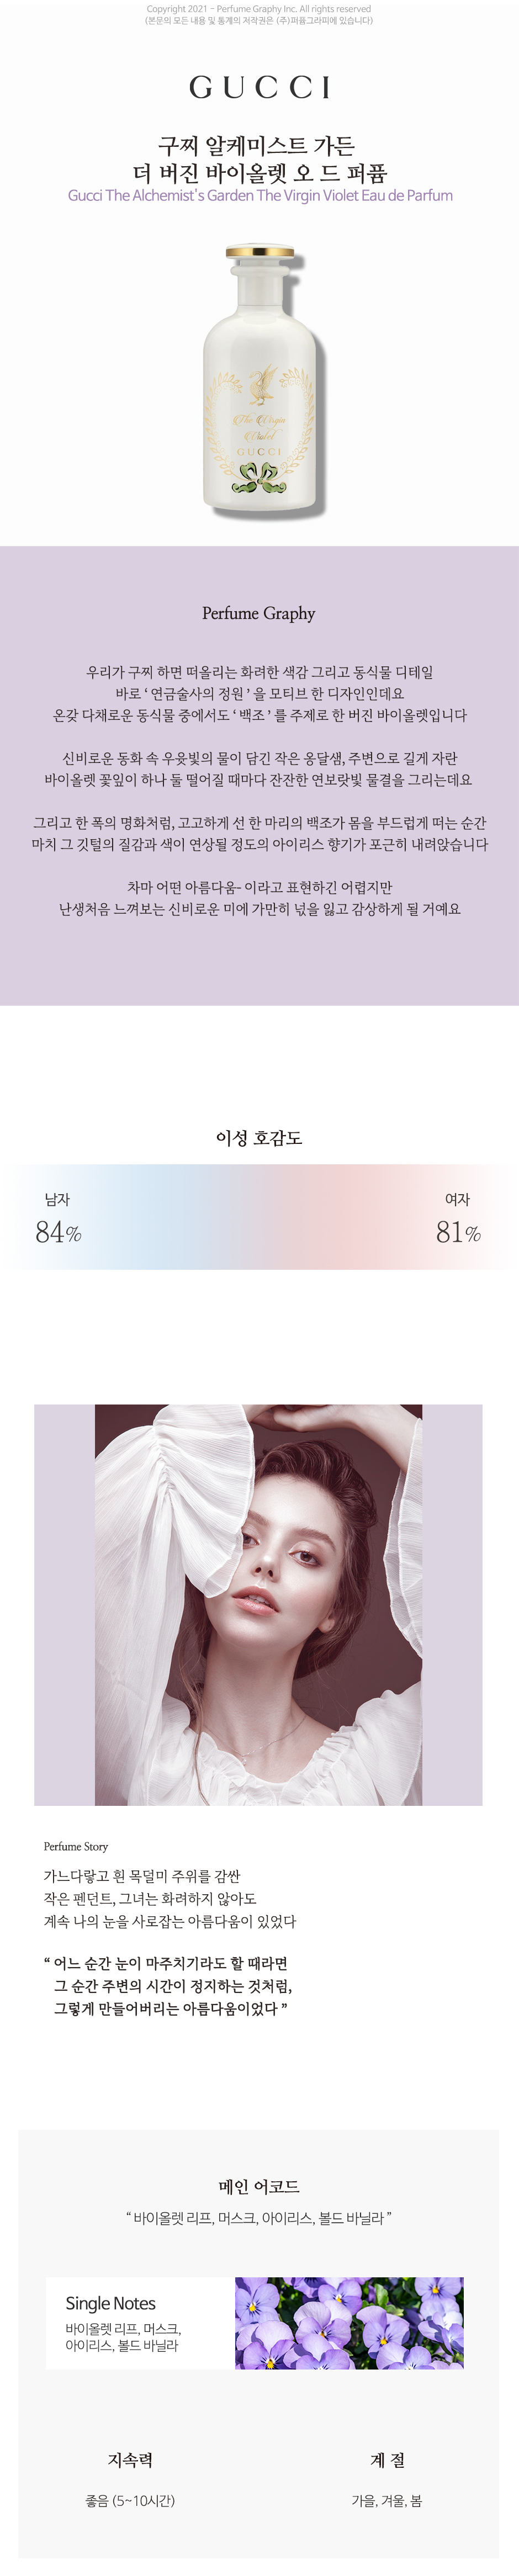 Copyright 2021 - Perfume Graphy Inc. All rights reserved
(본문의 모든 내용 및 통계의 저작권은 (주)퍼퓸그라피에 있습니다)
GUCCI
구찌 알케미스트 가든
더 버진 바이올렛 오 드 퍼퓸
Gucci The Alchemist's Garden The Virgin Violet Eau de Parfum
The Virgin
Violet
GUCCI
Perfume Graphy
우리가 구찌 하면 떠올리는 화려한 색감 그리고 동식물 디테일
바로 ‘ 연금술사의 정원 ’ 을 모티브 한 디자인인데요
온갖 다채로운 동식물 중에서도 ‘ 백조 ’ 를 주제로 한 버진 바이올렛입니다
신비로운 동화 속 우윳빛의 물이 담긴 작은 옹달샘, 주변으로 길게 자란
바이올렛 꽃잎이 하나 둘 떨어질 때마다 잔잔한 연보랏빛 물결을 그리는데요
그리고 한 폭의 명화처럼, 고고하게 선 한 마리의 백조가 몸을 부드럽게 떠는 순간
마치 그 깃털의 질감과 색이 연상될 정도의 아이리스 향기가 포근히 내려앉습니다
차마 어떤 아름다움- 이라고 표현하긴 어렵지만
난생처음 느껴보는 신비로운 미에 가만히 넋을 잃고 감상하게 될 거예요
이성 호감도
남자 여자
84% 81%
Perfume Story
가느다랗고 흰 목덜미 주위를 감싼
작은 펜던트, 그녀는 화려하지 않아도
계속 나의 눈을 사로잡는 아름다움이 있었다
“ 어느 순간 눈이 마주치기라도 할 때라면
그 순간 주변의 시간이 정지하는 것처럼,
그렇게 만들어버리는 아름다움이었다 ”
메인 어코드
“ 바이올렛 리프, 머스크, 아이리스, 볼드 바닐라 ”
Single Notes
바이올렛 리프, 머스크,
아이리스, 볼드 바닐라
지속력 계 절
좋음 (5~10시간) 가을, 겨울, 봄